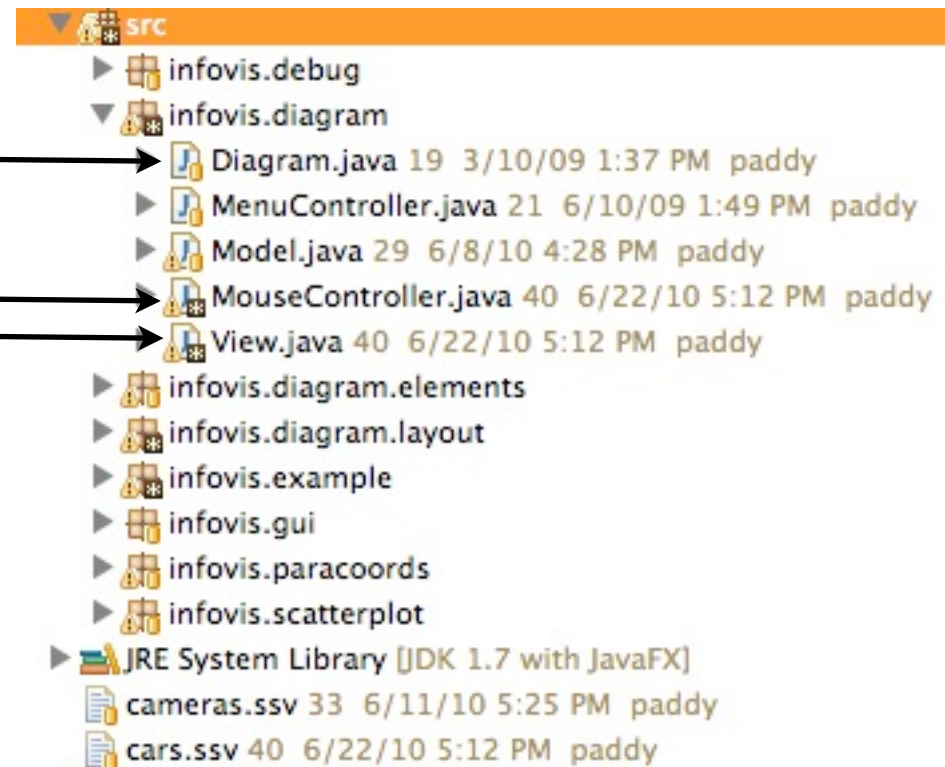 src
infovis.debug
infovis.diagram
Diagram.java 19 3/10/09 1:37 PM paddy
MenuController.java 21 6/10/09 1:49 PM paddy
Model.java 29 6/8/10 4:28 PM paddy
MouseController.java 40 6/22/10 5:12 PM paddy
View.java 40 6/22/10 5:12 PM paddy
infovis.diagram.elements
infovis.diagram.layout
infovis.example
infovis.gui
infovis.paracoords
infovis.scatterplot
JRE System Library [JDK 1.7 with JavaFX]
cameras.ssv 33 6/11/10 5:25 PM paddy
cars.ssv 40 6/22/10 5:12 PM paddy